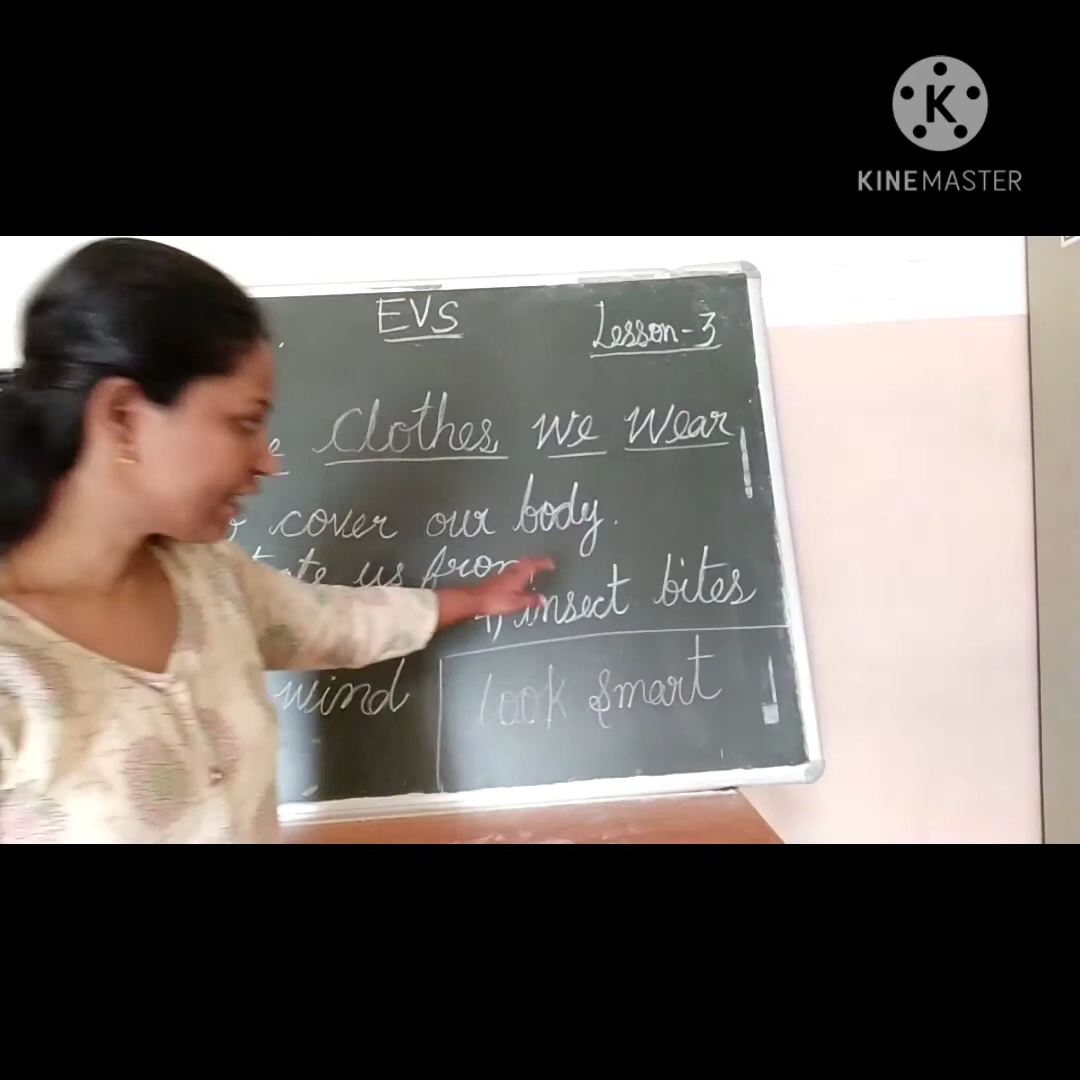 KINEMASTER
EVS
Lesson-3
Clothes we Wear
cover our body.
us from
insect bites
wind
look smart